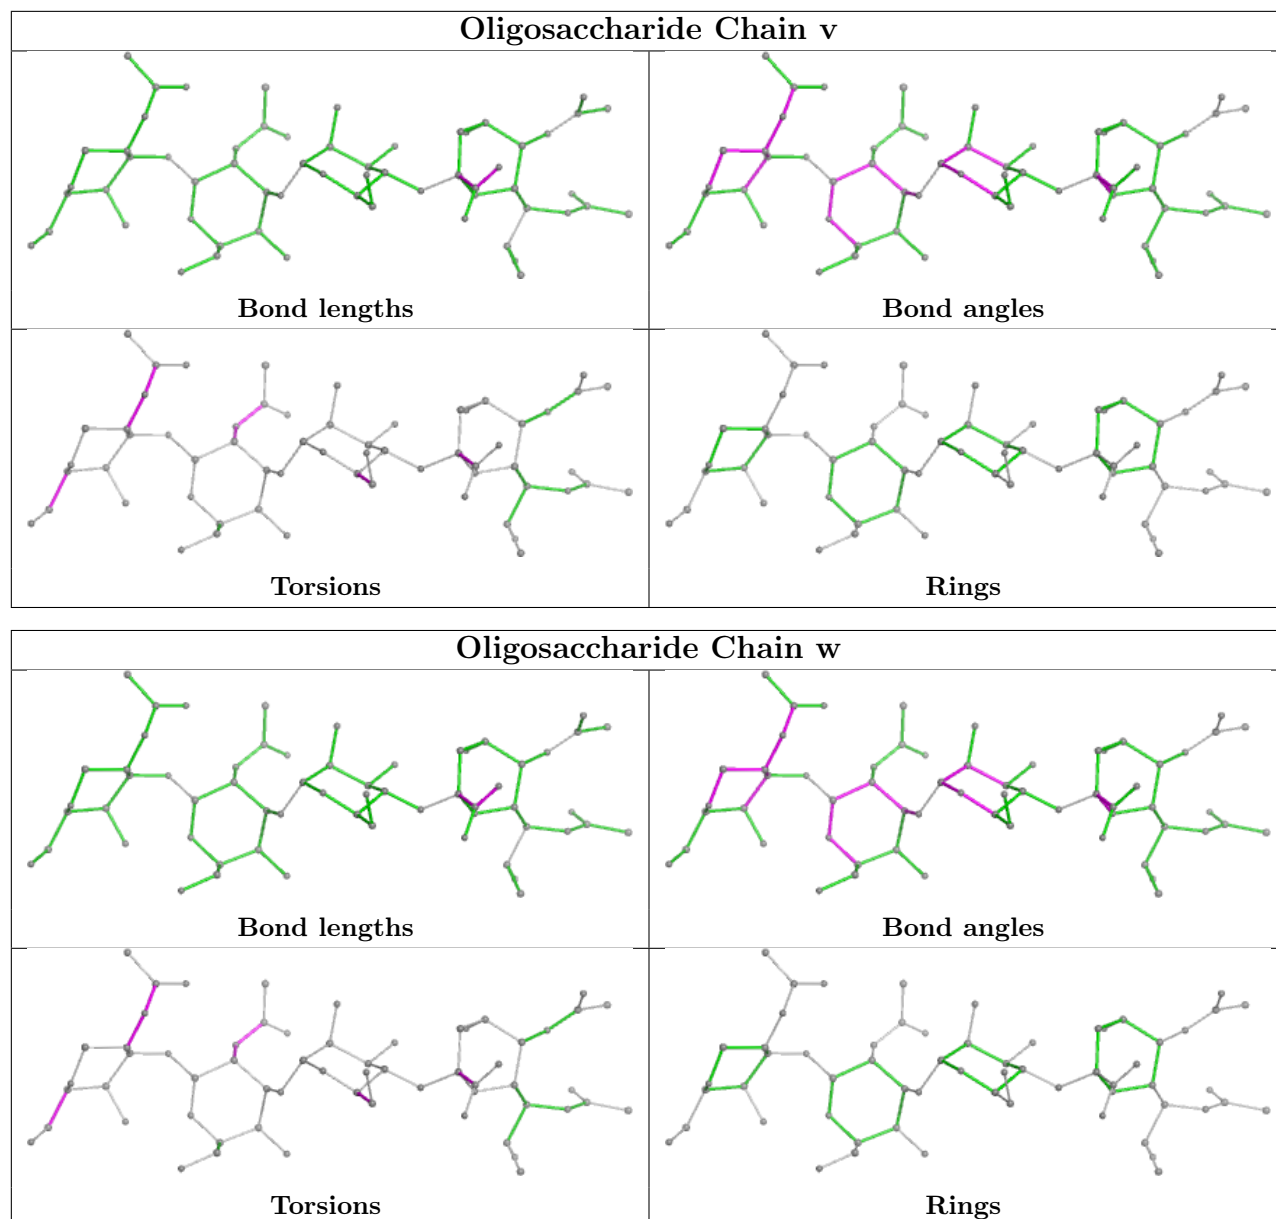 Oligosaccharide Chain v
Bond lengths
Bond angles
Torsions
Rings
Oligosaccharide Chain w
Bond lengths
Bond angles
Torsions
Rings